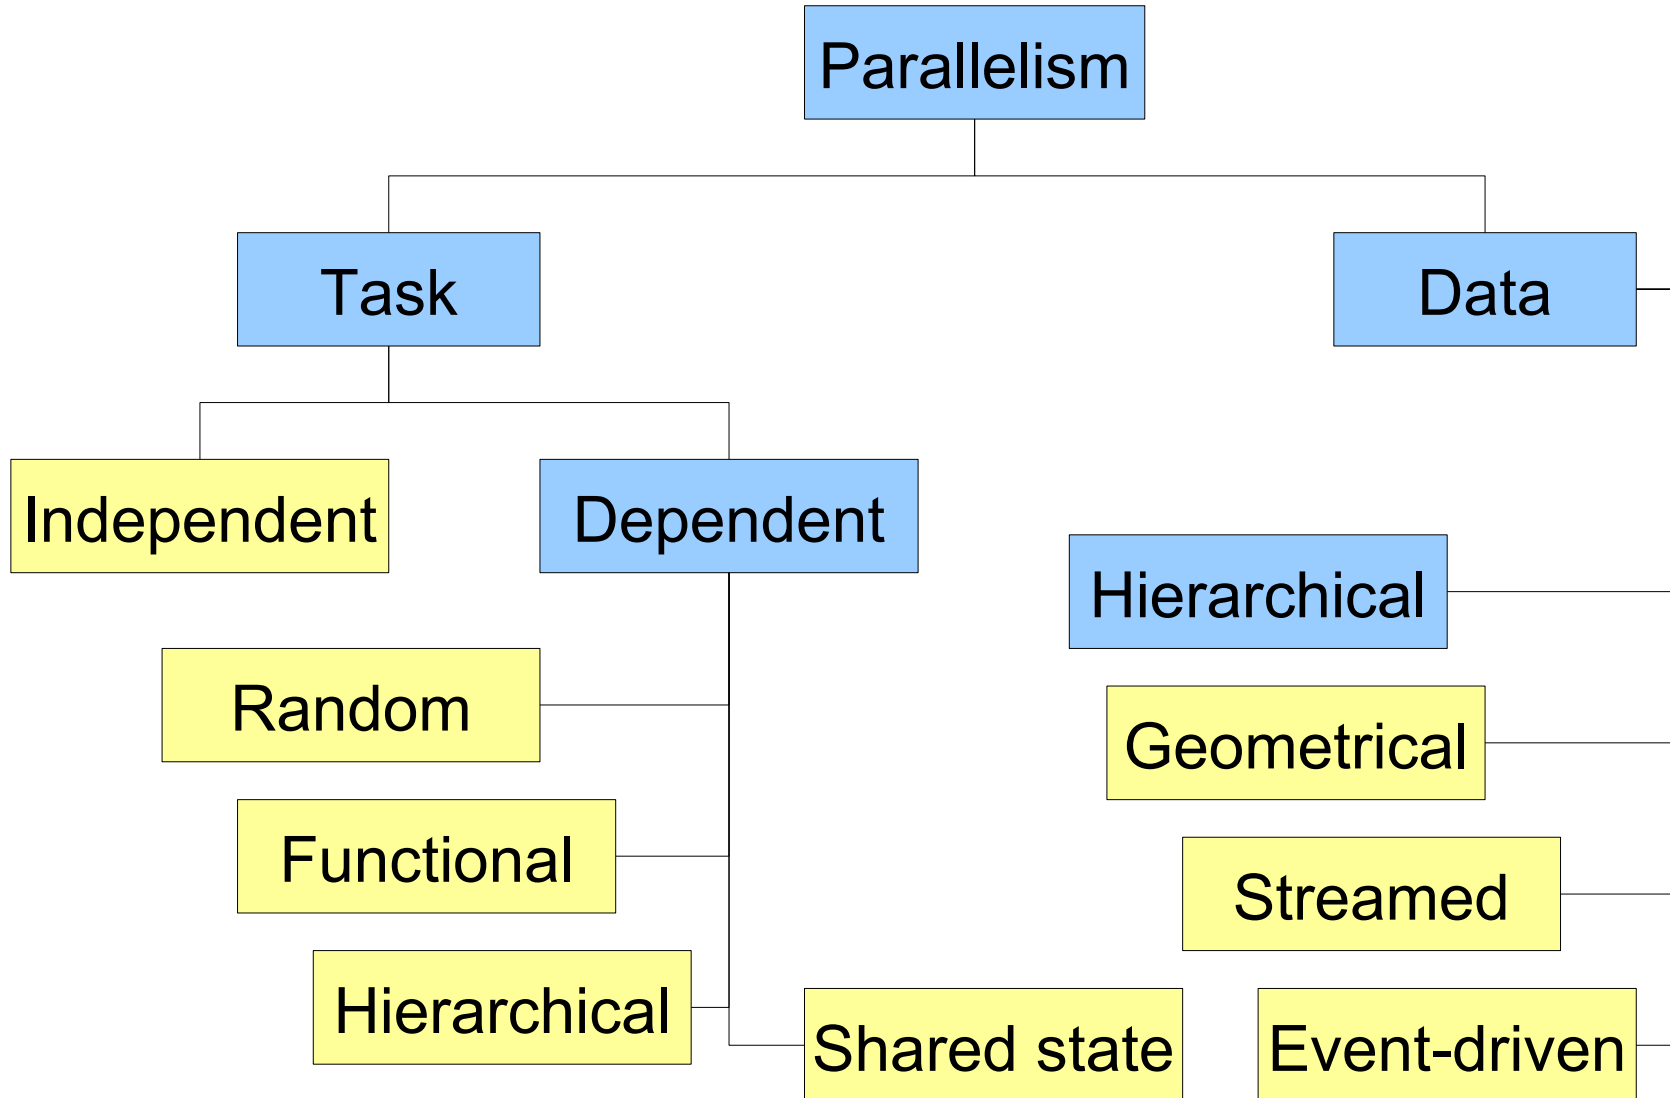 Parallelism
Task
Data
Independent
Dependent
Hierarchical
Random
Geometrical
Functional
Streamed
Hierarchical
Shared state
Event-driven